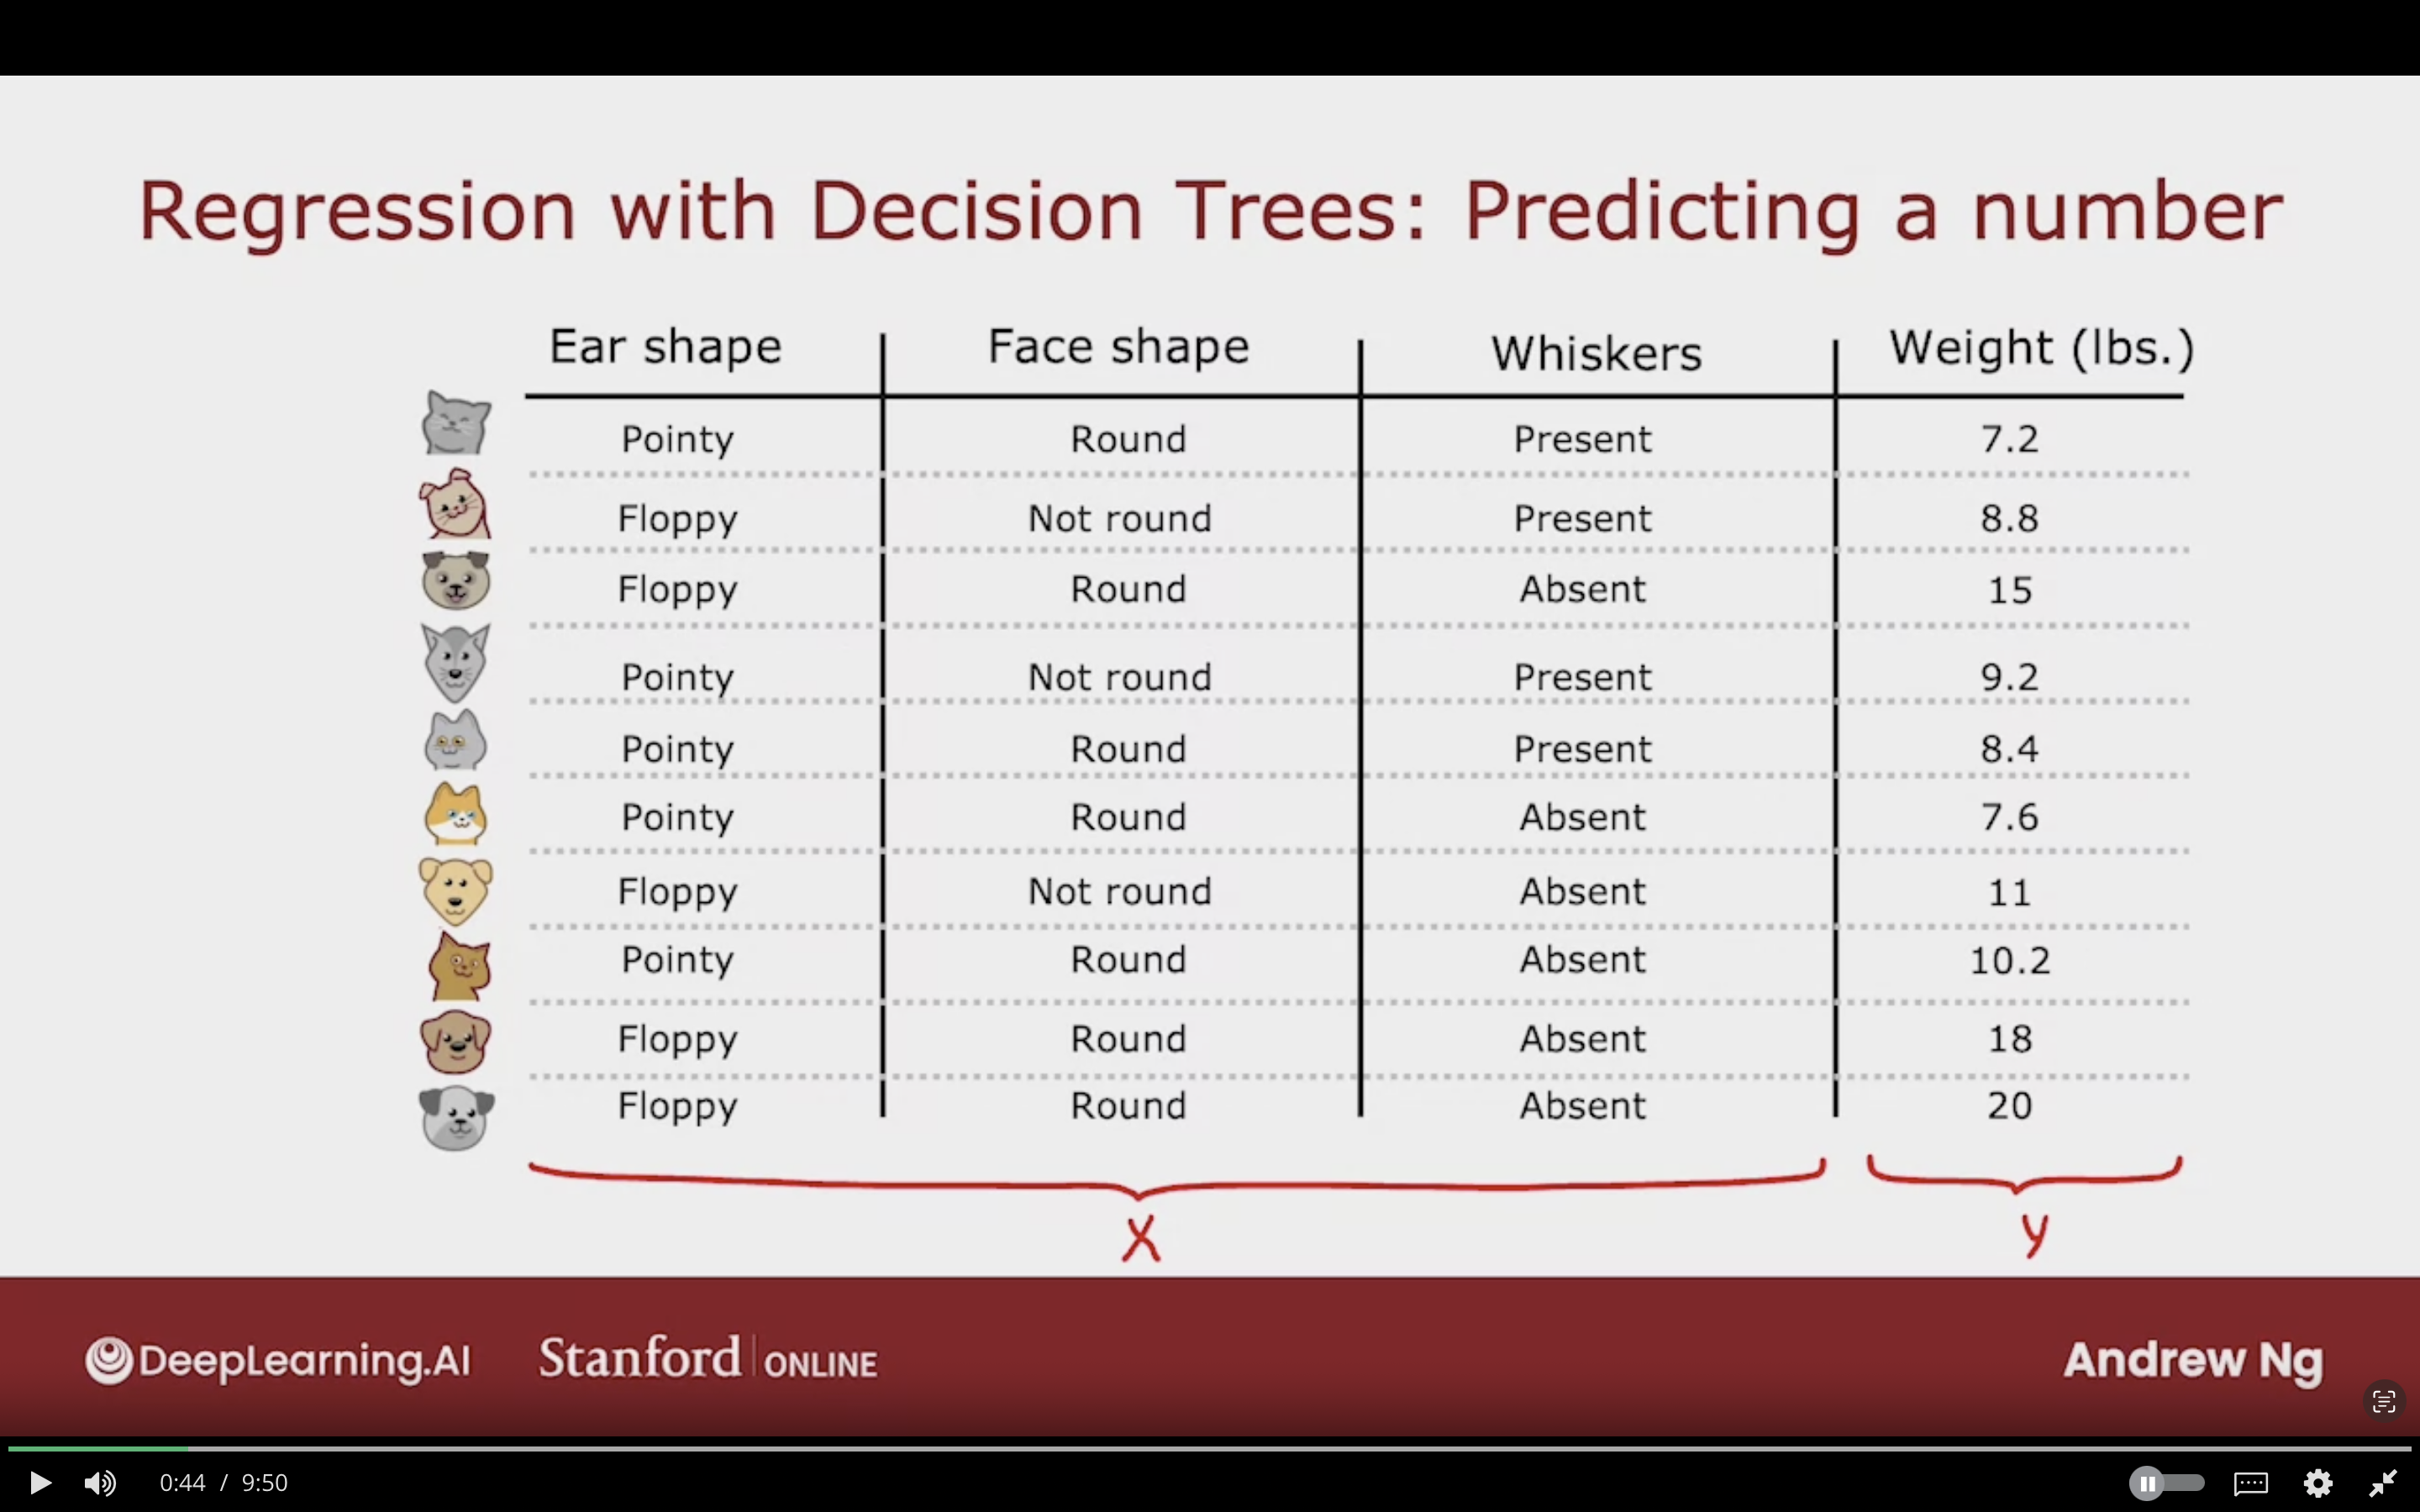 Regression with Decision Trees: Predicting a number
Ear shape Face shape Whiskers Weight (lbs.)
Pointy Round Present 7.2
Floppy Not round Present 8.8
Floppy Round Absent 15
Pointy Not round Present 9.2
Pointy Round Present 8.4
Pointy Round Absent 7.6
Floppy Not round Absent 11
Pointy Round Absent 10.2
Floppy Round Absent 18
Floppy Round Absent 20
X y
DeepLearning.AI Stanford ONLINE Andrew Ng
0:44 / 9:50